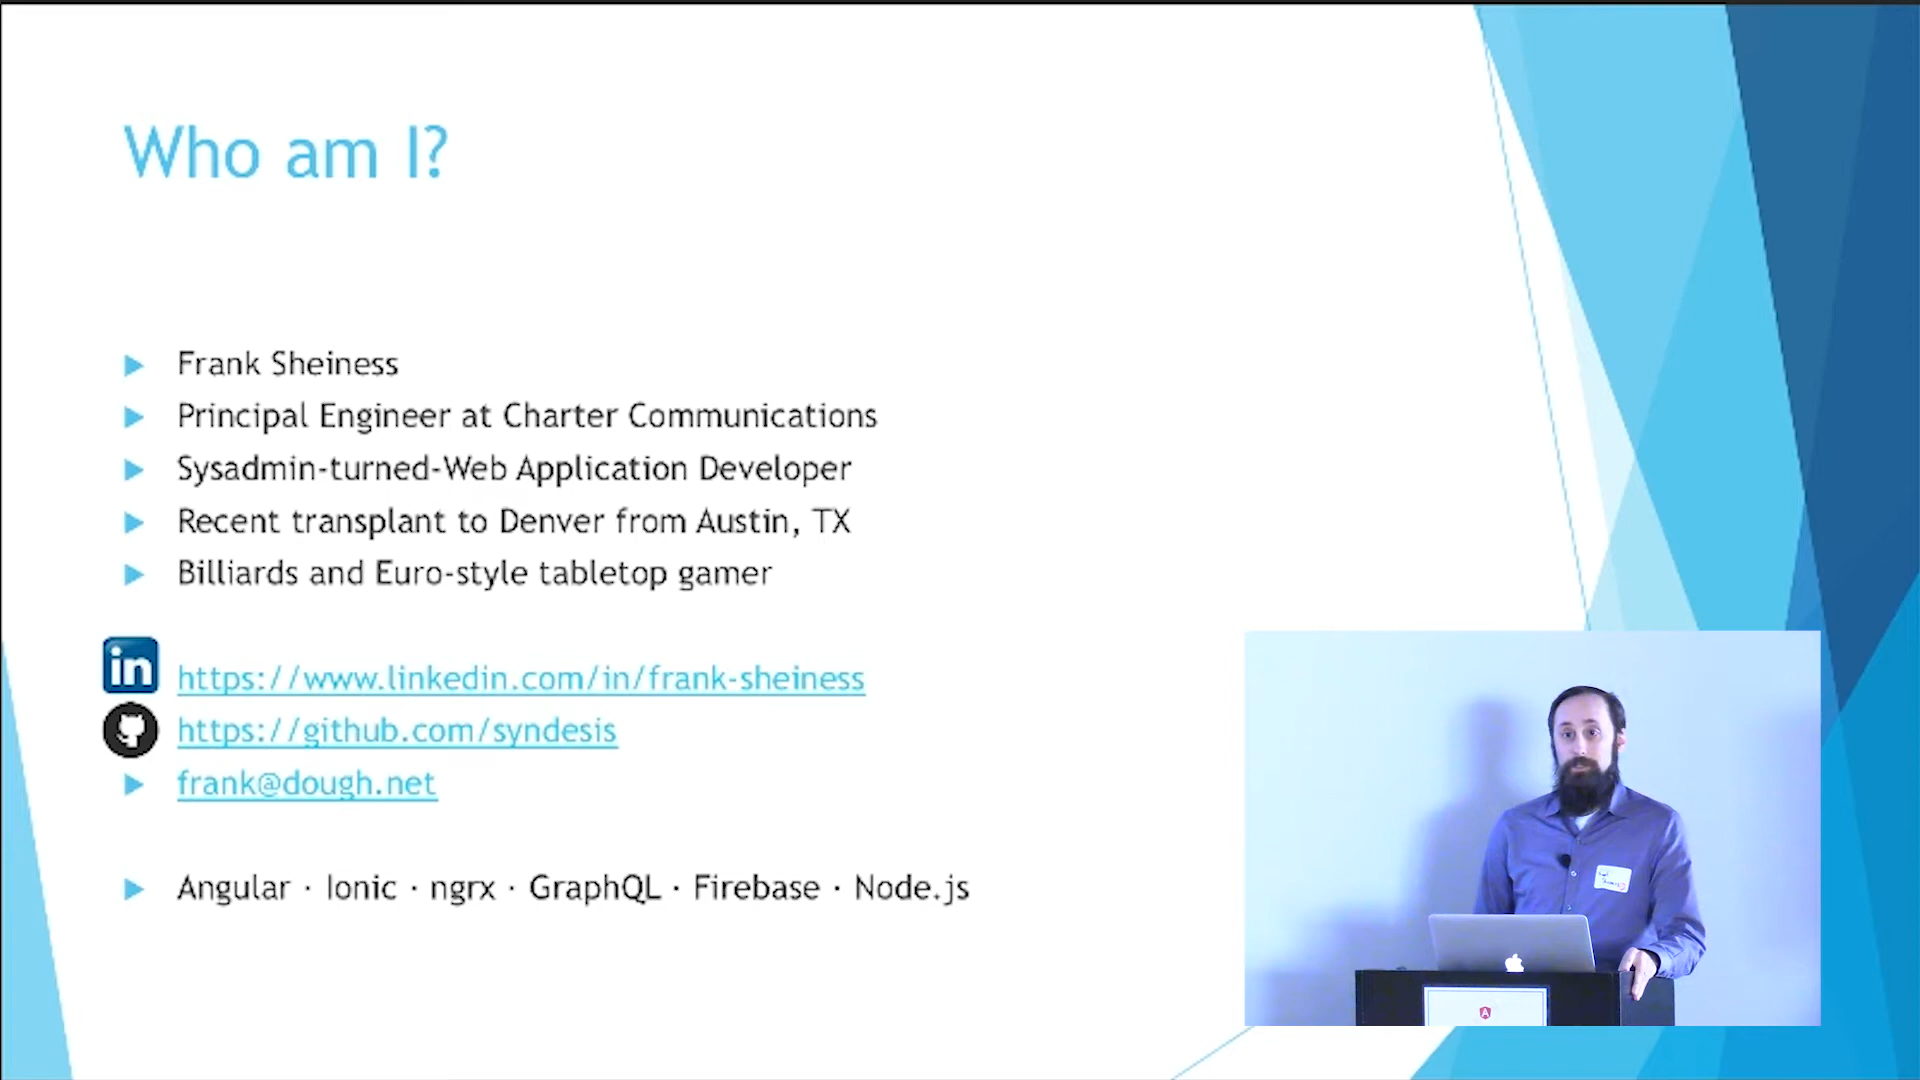 Who am I?
Frank Sheiness
Principal Engineer at Charter Communications
Sysadmin-turned-Web Application Developer
Recent transplant to Denver from Austin, TX
Billiards and Euro-style tabletop gamer
in https://www.linkedin.com/in/frank-sheiness
https://github.com/syndesis
frank@dough.net
Angular · Ionic · ngrx · GraphQL · Firebase · Node.js
A